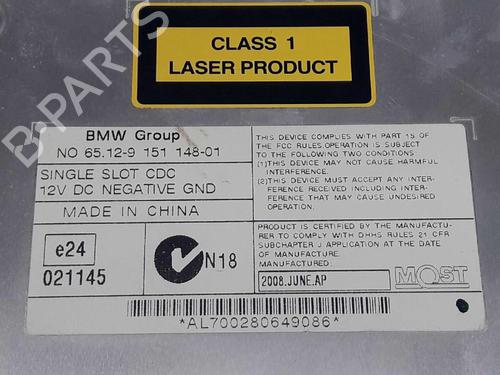 CLASS 1
LASER PRODUCT
B-PARTS
BMW Group
NO 65.12-9 151 148-01
SINGLE SLOT CDC
12V DC NEGATIVE GND
MADE IN CHINA
e24
021145
N18
THIS DEVICE COMPLIES WITH PART 15 OF
THE FCC RULES.OPERATION IS SUBJECT
TO THE FOLLOWING TWO CONDITIONS:
(1)THIS DEVICE MAY NOT CAUSE HARMFUL
INTERFERENCE.
(2)THIS DEVICE MUST ACCEPT ANY INTER-
FERENCE RECEIVED INCLUDING INTER-
FERENCE THAT MAY CAUSE UNDESIRED
OPERATION.
PRODUCT IS CERTIFIED BY THE MANUFACTU-
RER TO COMPLY WITH DHHS RULES 21 CFR
SUBCHAPTER J APPLICATION AT THE DATE
OF MANUFACTURE.
MANUFACTURED:
2008.JUNE.AP
MOST
*AL700280649086*